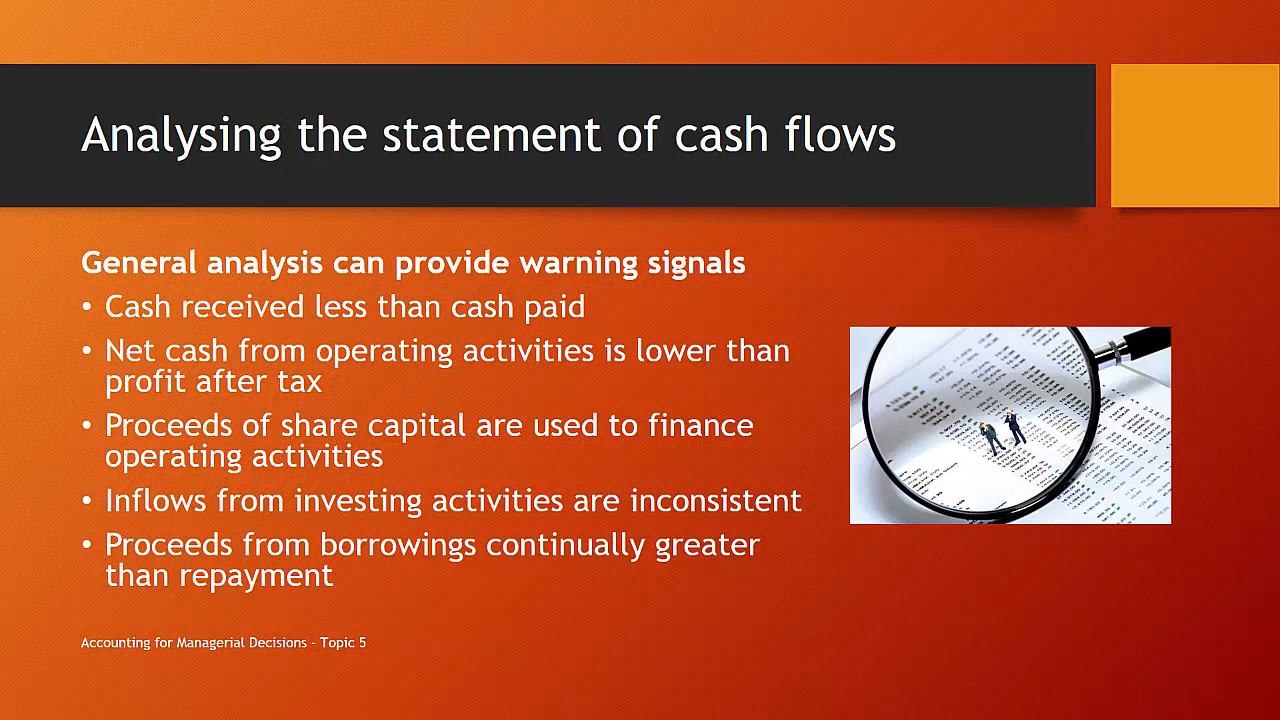 Analysing the statement of cash flows
General analysis can provide warning signals
• Cash received less than cash paid
• Net cash from operating activities is lower than
profit after tax
• Proceeds of share capital are used to finance
operating activities
• Inflows from investing activities are inconsistent
• Proceeds from borrowings continually greater
than repayment
Accounting for Managerial Decisions - Topic 5